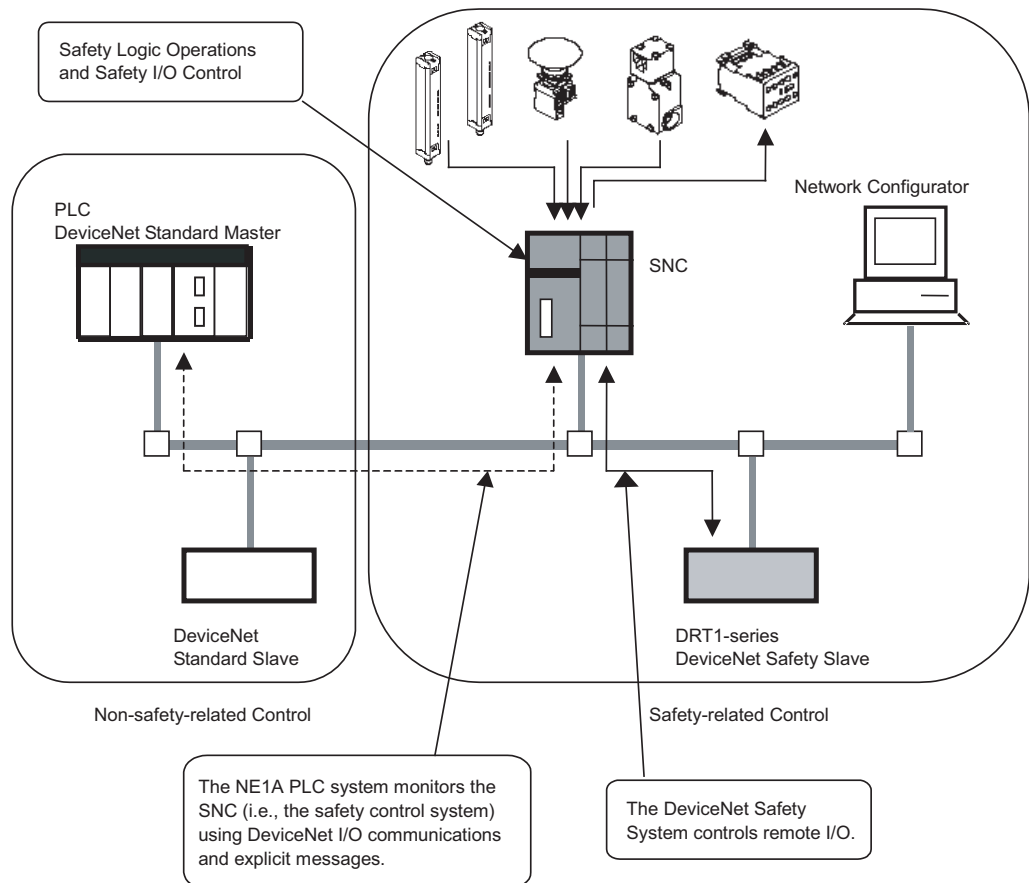 Safety Logic Operations
and Safety I/O Control
Network Configurator
PLC
DeviceNet Standard Master
SNC
DeviceNet
Standard Slave
DRT1-series
DeviceNet Safety Slave
Non-safety-related Control
Safety-related Control
The NE1A PLC system monitors the
SNC (i.e., the safety control system)
using DeviceNet I/O communications
and explicit messages.
The DeviceNet Safety
System controls remote I/O.